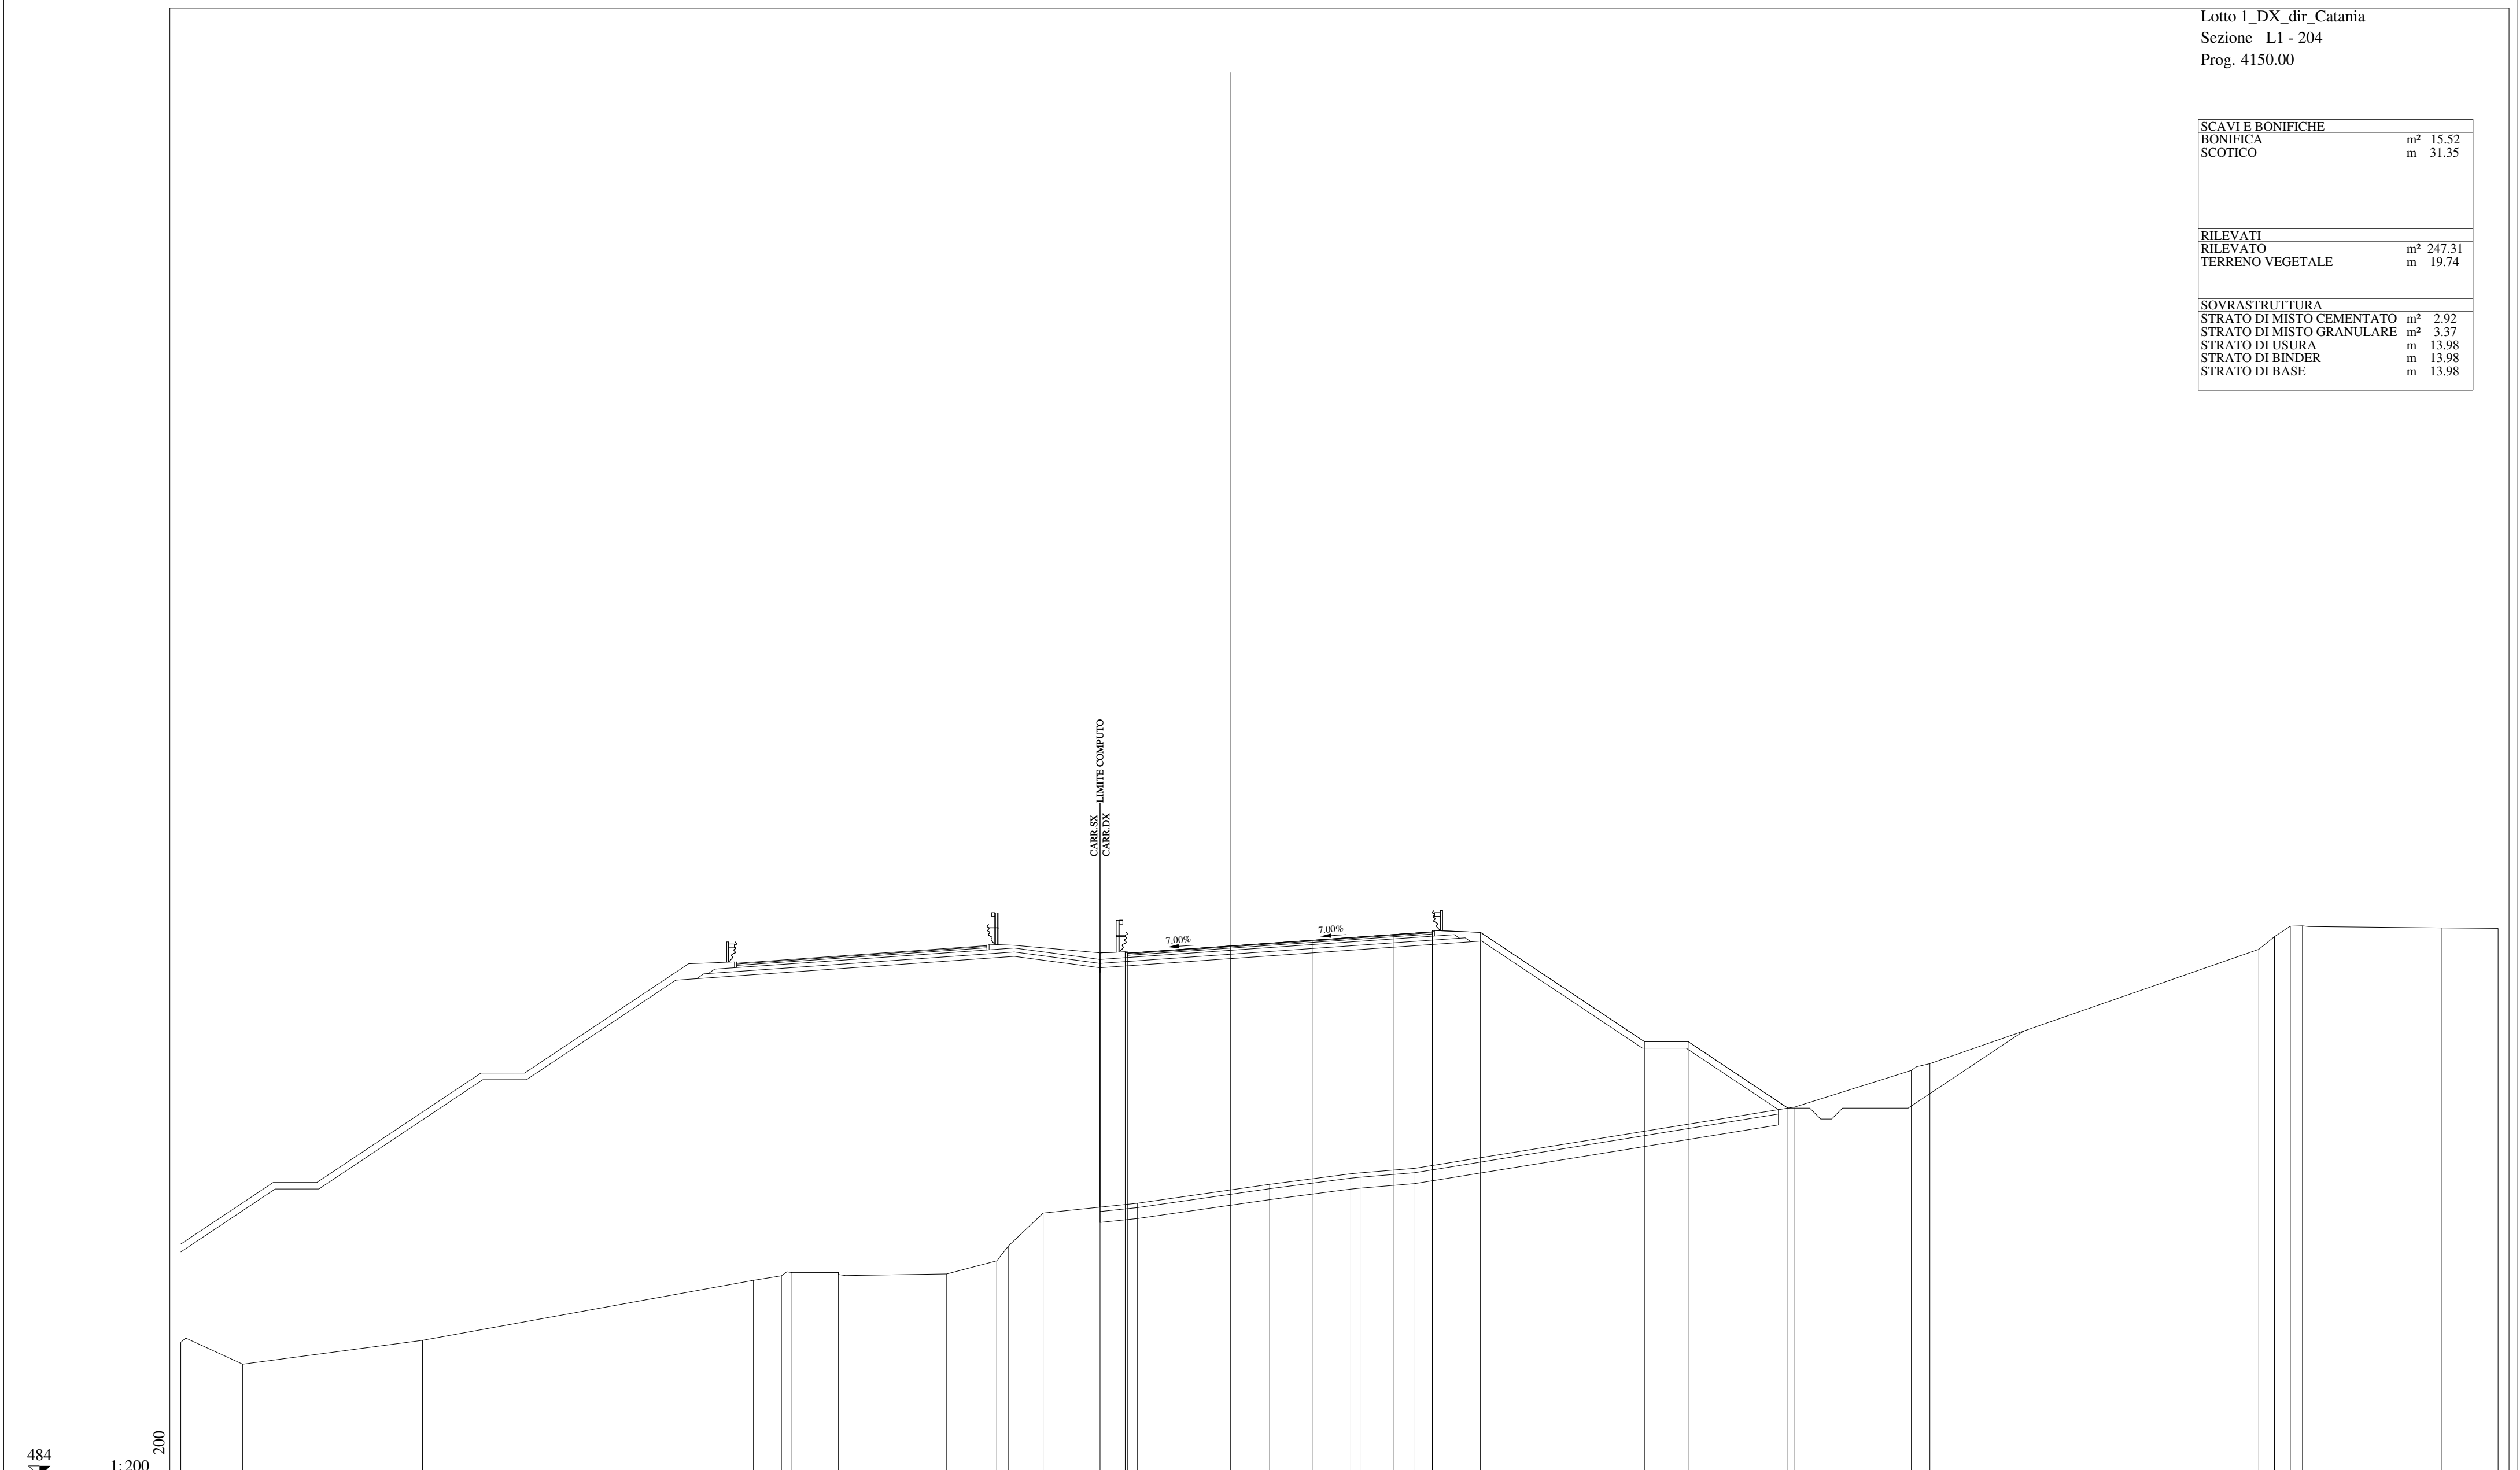 Lotto 1_DX_dir_Catania
Sezione L1 - 204
Prog. 4150.00
SCAVI E BONIFICHE
BONIFICA m² 15.52
SCOTICO m 31.35
RILEVATI
RILEVATO m² 247.31
TERRENO VEGETALE m 19.74
SOVRASTRUTTURA
STRATO DI MISTO CEMENTATO m² 2.92
STRATO DI MISTO GRANULARE m² 3.37
STRATO DI USURA m 13.98
STRATO DI BINDER m 13.98
STRATO DI BASE m 13.98
LIMITE COMPUTO
CARR.SX
CARR.DX
7.00%
7.00%
200
484
1:200